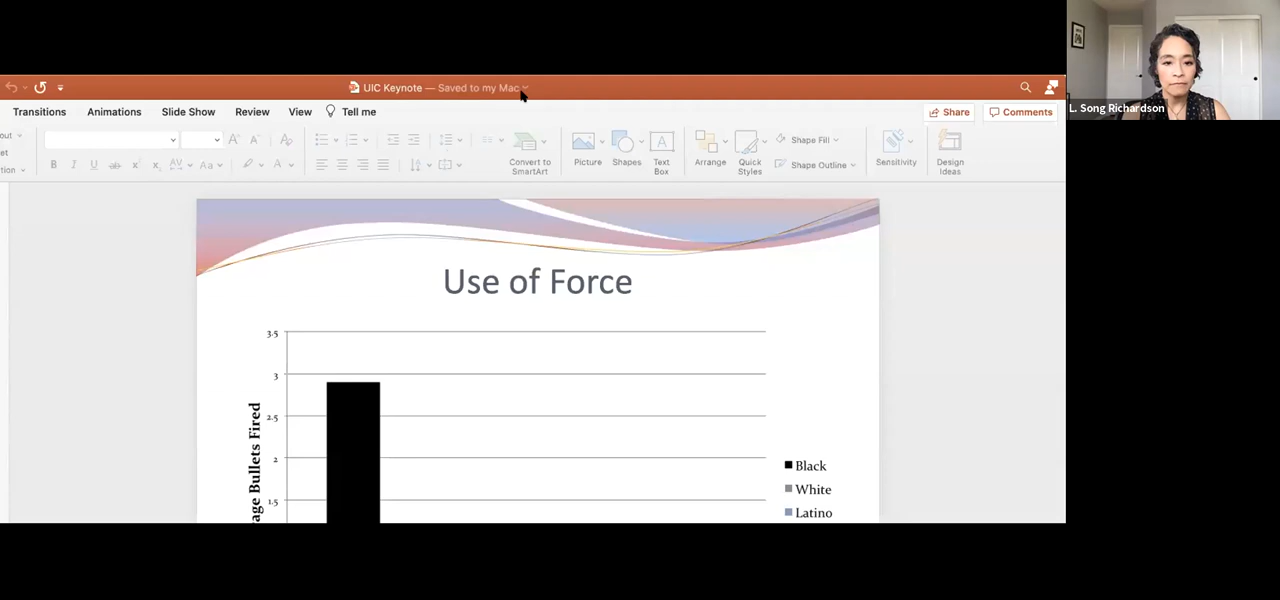 UIC Keynote — Saved to my Mac
Transitions Animations Slide Show Review View Tell me Share Comments
L. Song Richardson
Convert to SmartArt
Picture
Shapes
Text Box
Arrange
Quick Styles
Shape Fill
Shape Outline
Sensitivity
Design Ideas
Use of Force
3.5
3
2.5
2
1.5
Bullets Fired
Black
White
Latino